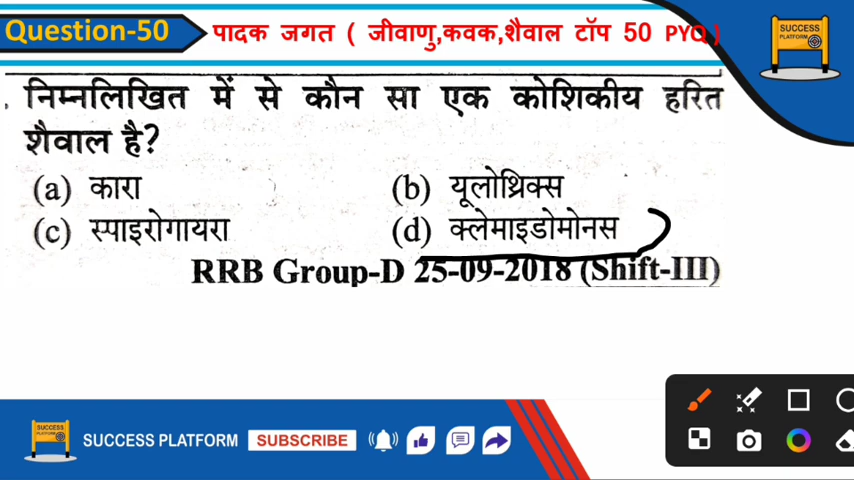 Question-50
पादक जगत ( जीवाणु,कवक,शैवाल टॉप 50 PYQ )
SUCCESS
PLATFORM
निम्नलिखित में से कौन सा एक कोशिकीय हरित
शैवाल है?
(a) कारा
(b) यूलोथ्रिक्स
(c) स्पाइरोगायरा
(d) क्लेमाइडोमोनस
RRB Group-D 25-09-2018 (Shift-III)
SUCCESS
PLATFORM
SUCCESS PLATFORM
SUBSCRIBE